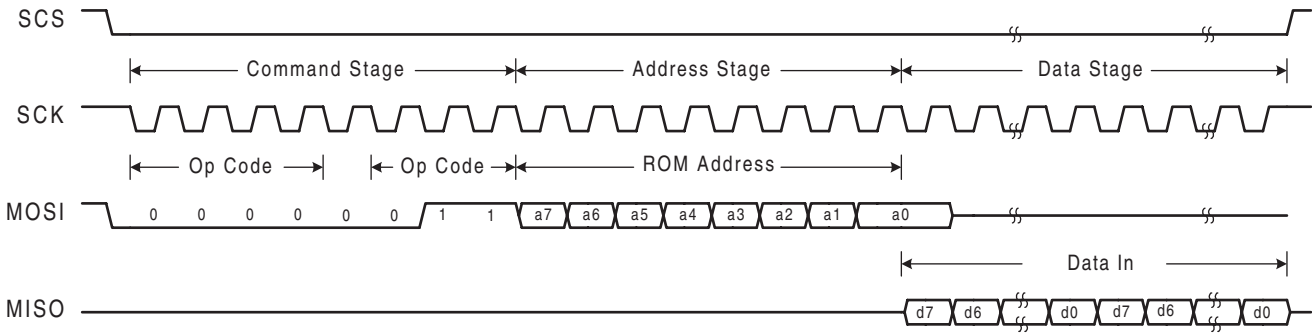 SCS
Command Stage Address Stage Data Stage
SCK
Op Code Op Code ROM Address
MOSI 0 0 0 0 0 0 1 1 a7 a6 a5 a4 a3 a2 a1 a0
Data In
MISO d7 d6 d0 d7 d6 d0